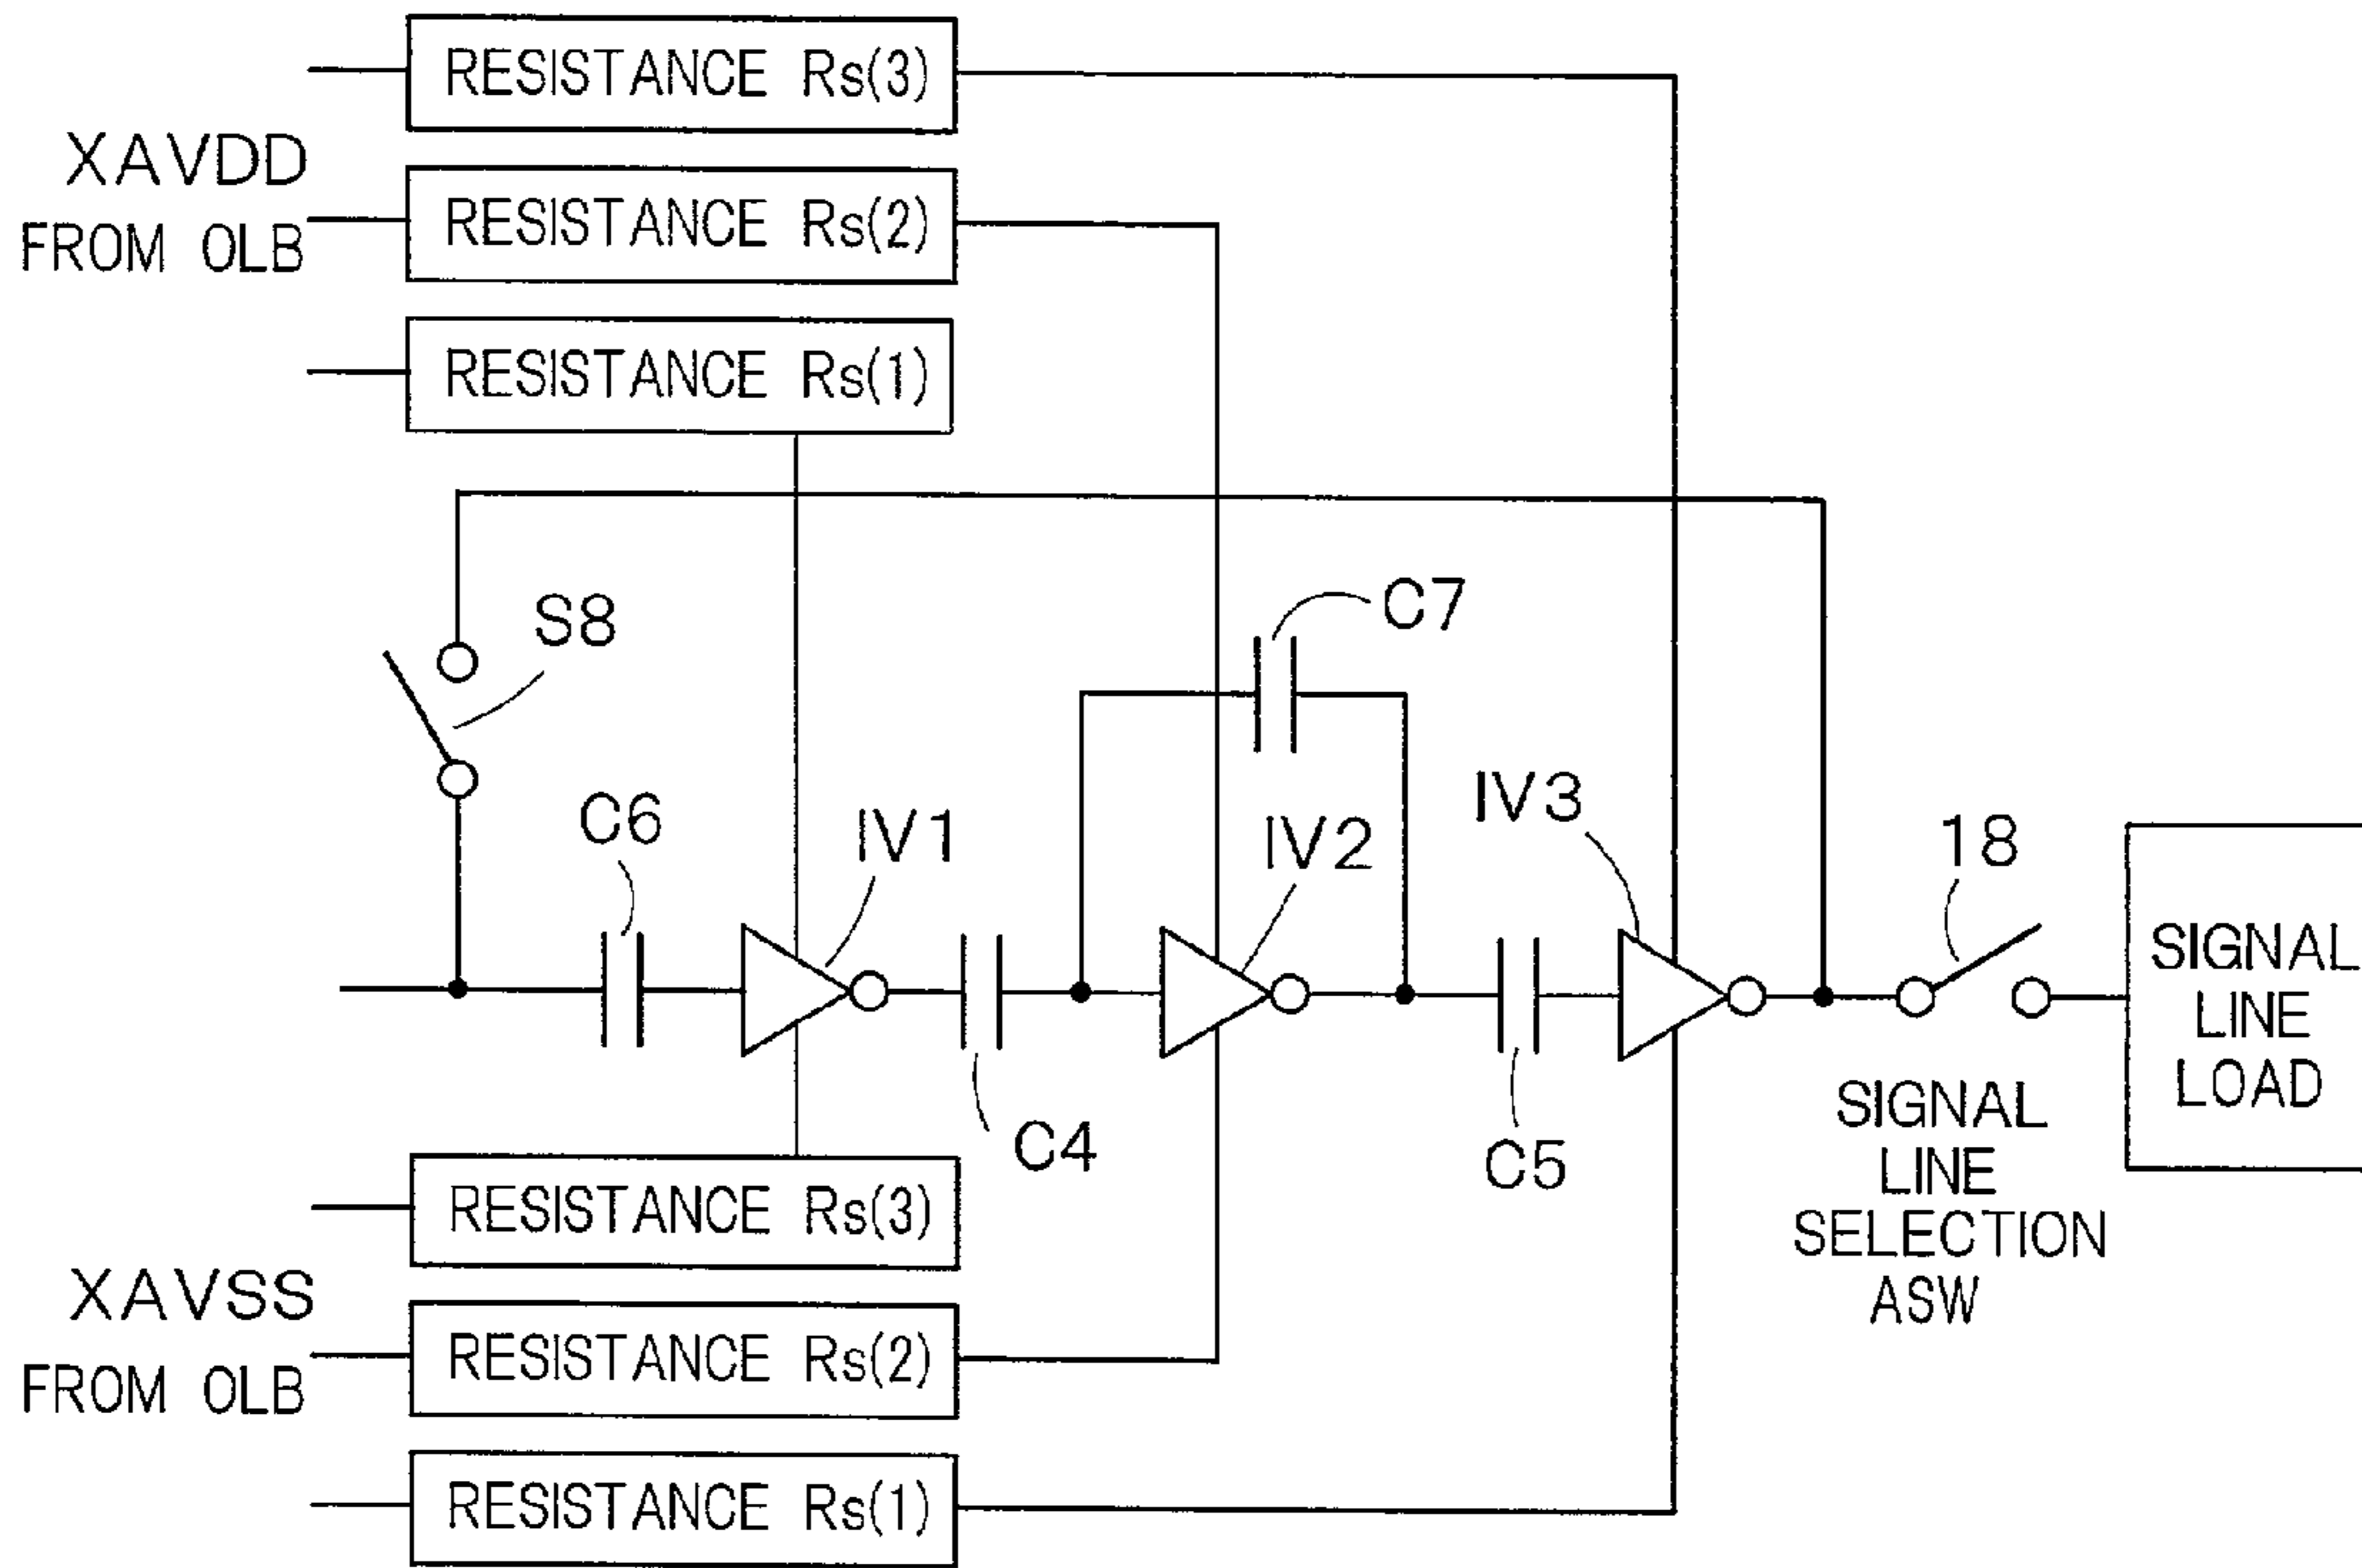 RESISTANCE Rs(3)
XAVDD
FROM OLB
RESISTANCE Rs(2)
RESISTANCE Rs(1)
S8
C7
C6
IV1
IV2
IV3
18
SIGNAL
LINE
LOAD
C4
C5
SIGNAL
LINE
SELECTION
ASW
RESISTANCE Rs(3)
XAVSS
FROM OLB
RESISTANCE Rs(2)
RESISTANCE Rs(1)